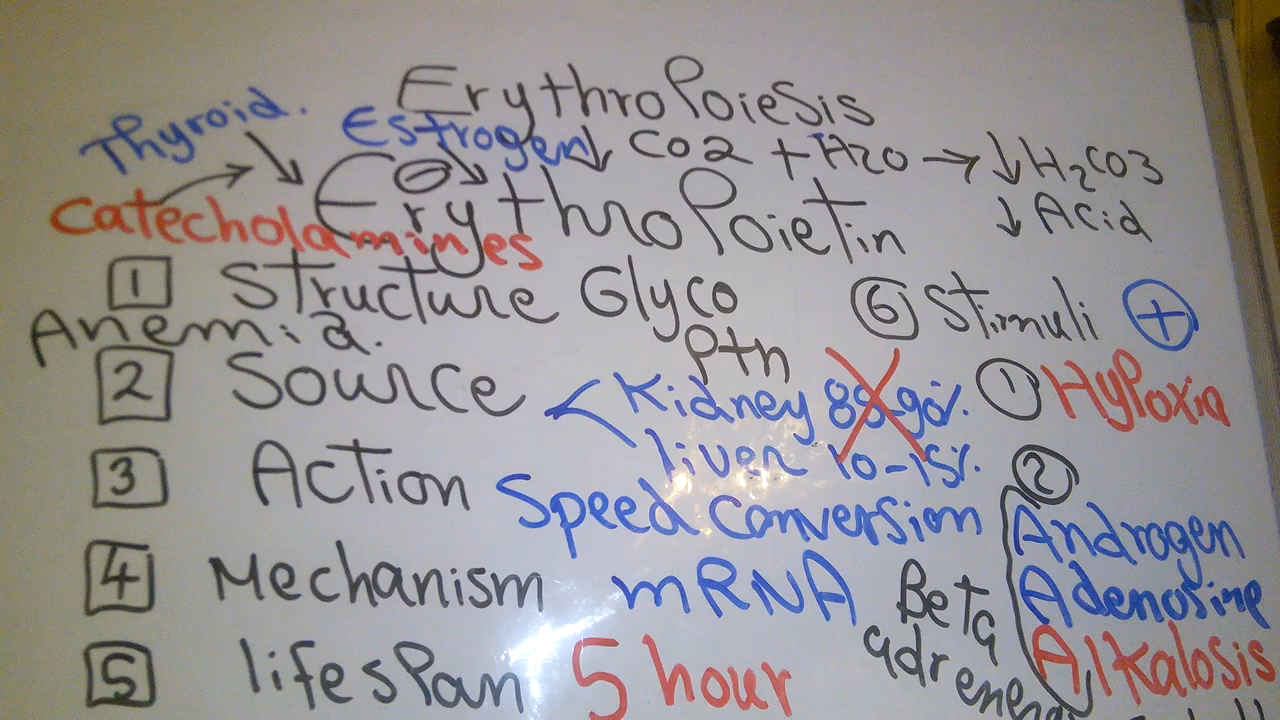 Erythropoiesis
Thyroid. Estrogen ↓ CO2 + H2O → ↓ H2CO3
Catecholamines Erythropoietin ↓ Acid
1 Structure Glyco Ptn
6 Stimuli +
Anemia.
2 Source < Kidney 88-90%
liver 10-15%
1 Hypoxia
3 Action Speed conversion
2
Androgen
4 Mechanism mRNA
Adenosine
Beta
Alkalosis
5 lifespan 5 hour